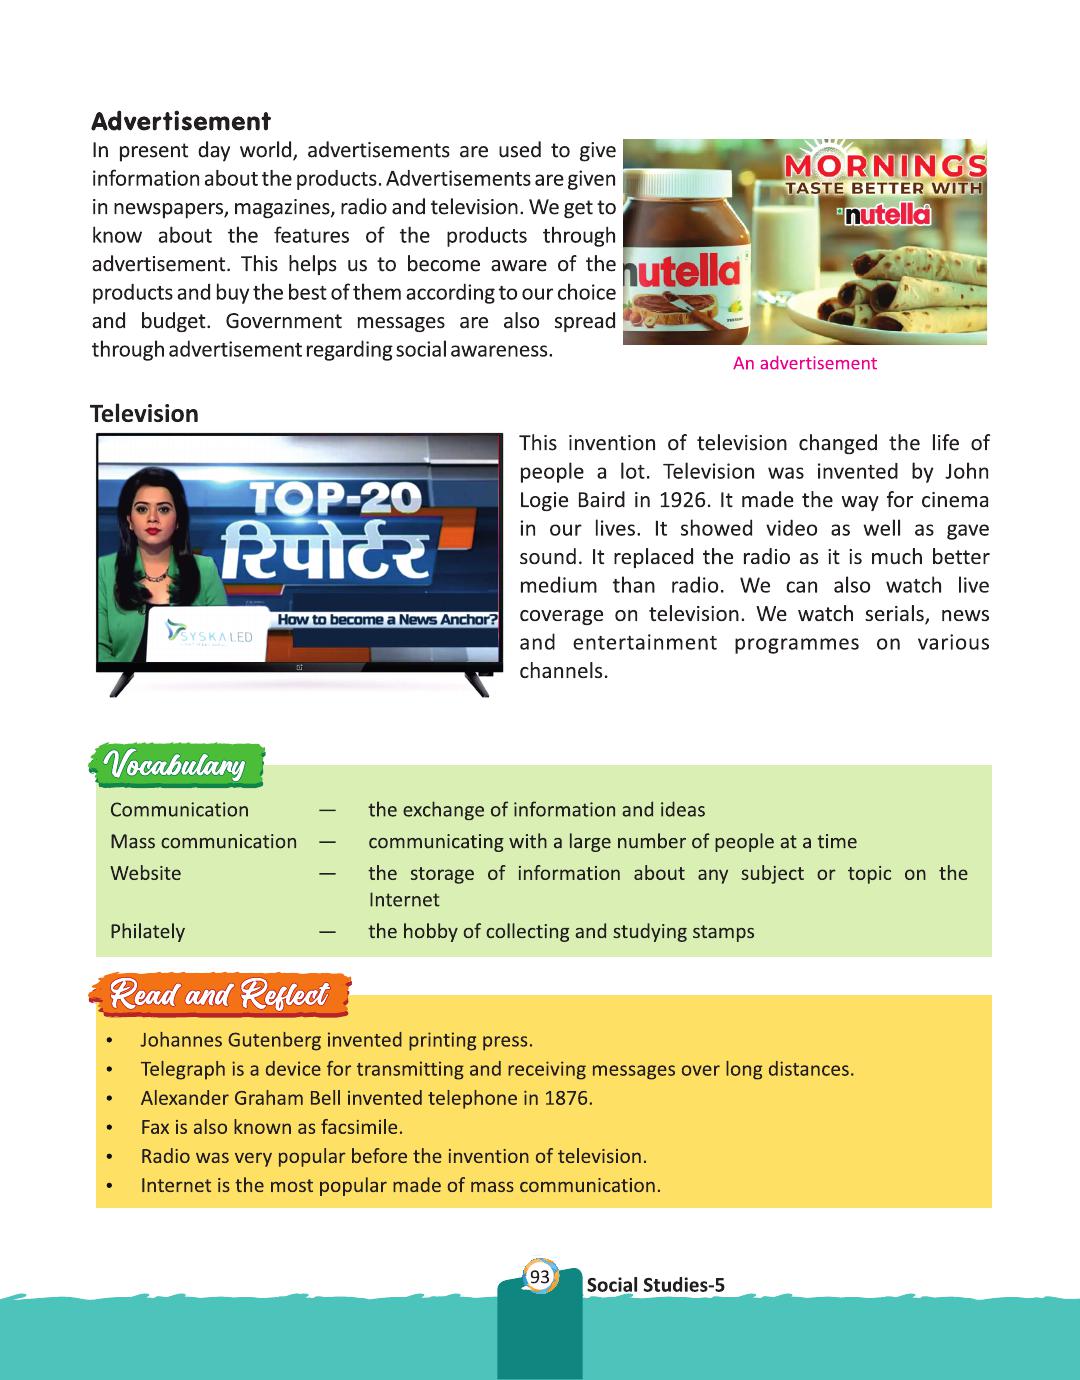 Advertisement
In present day world, advertisements are used to give
information about the products. Advertisements are given
in newspapers, magazines, radio and television. We get to
know about the features of the products through
advertisement. This helps us to become aware of the
products and buy the best of them according to our choice
and budget. Government messages are also spread
through advertisement regarding social awareness.
MORNINGS
TASTE BETTER WITH
nutella
nutella
An advertisement
Television
TOP-20
रिपोर्टर
How to become a News Anchor?
SYSKA LED
This invention of television changed the life of
people a lot. Television was invented by John
Logie Baird in 1926. It made the way for cinema
in our lives. It showed video as well as gave
sound. It replaced the radio as it is much better
medium than radio. We can also watch live
coverage on television. We watch serials, news
and entertainment programmes on various
channels.
Vocabulary
Communication — the exchange of information and ideas
Mass communication — communicating with a large number of people at a time
Website — the storage of information about any subject or topic on the
Internet
Philately — the hobby of collecting and studying stamps
Read and Reflect
• Johannes Gutenberg invented printing press.
• Telegraph is a device for transmitting and receiving messages over long distances.
• Alexander Graham Bell invented telephone in 1876.
• Fax is also known as facsimile.
• Radio was very popular before the invention of television.
• Internet is the most popular made of mass communication.
93
Social Studies-5